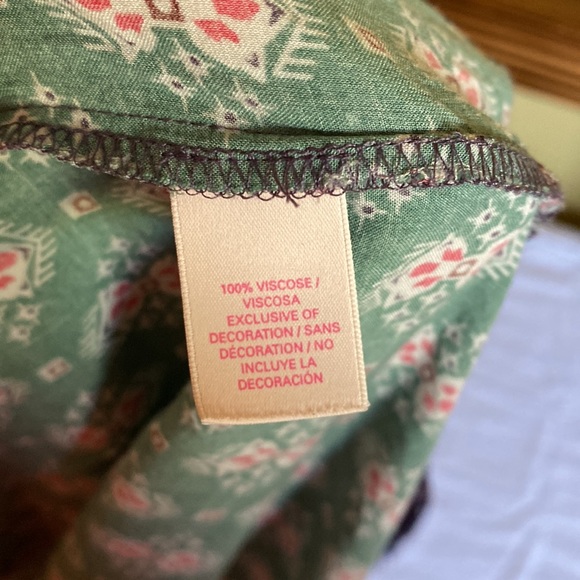 100% VISCOSE /
VISCOSA
EXCLUSIVE OF
DECORATION / SANS
DÉCORATION / NO
INCLUYE LA
DECORACIÓN